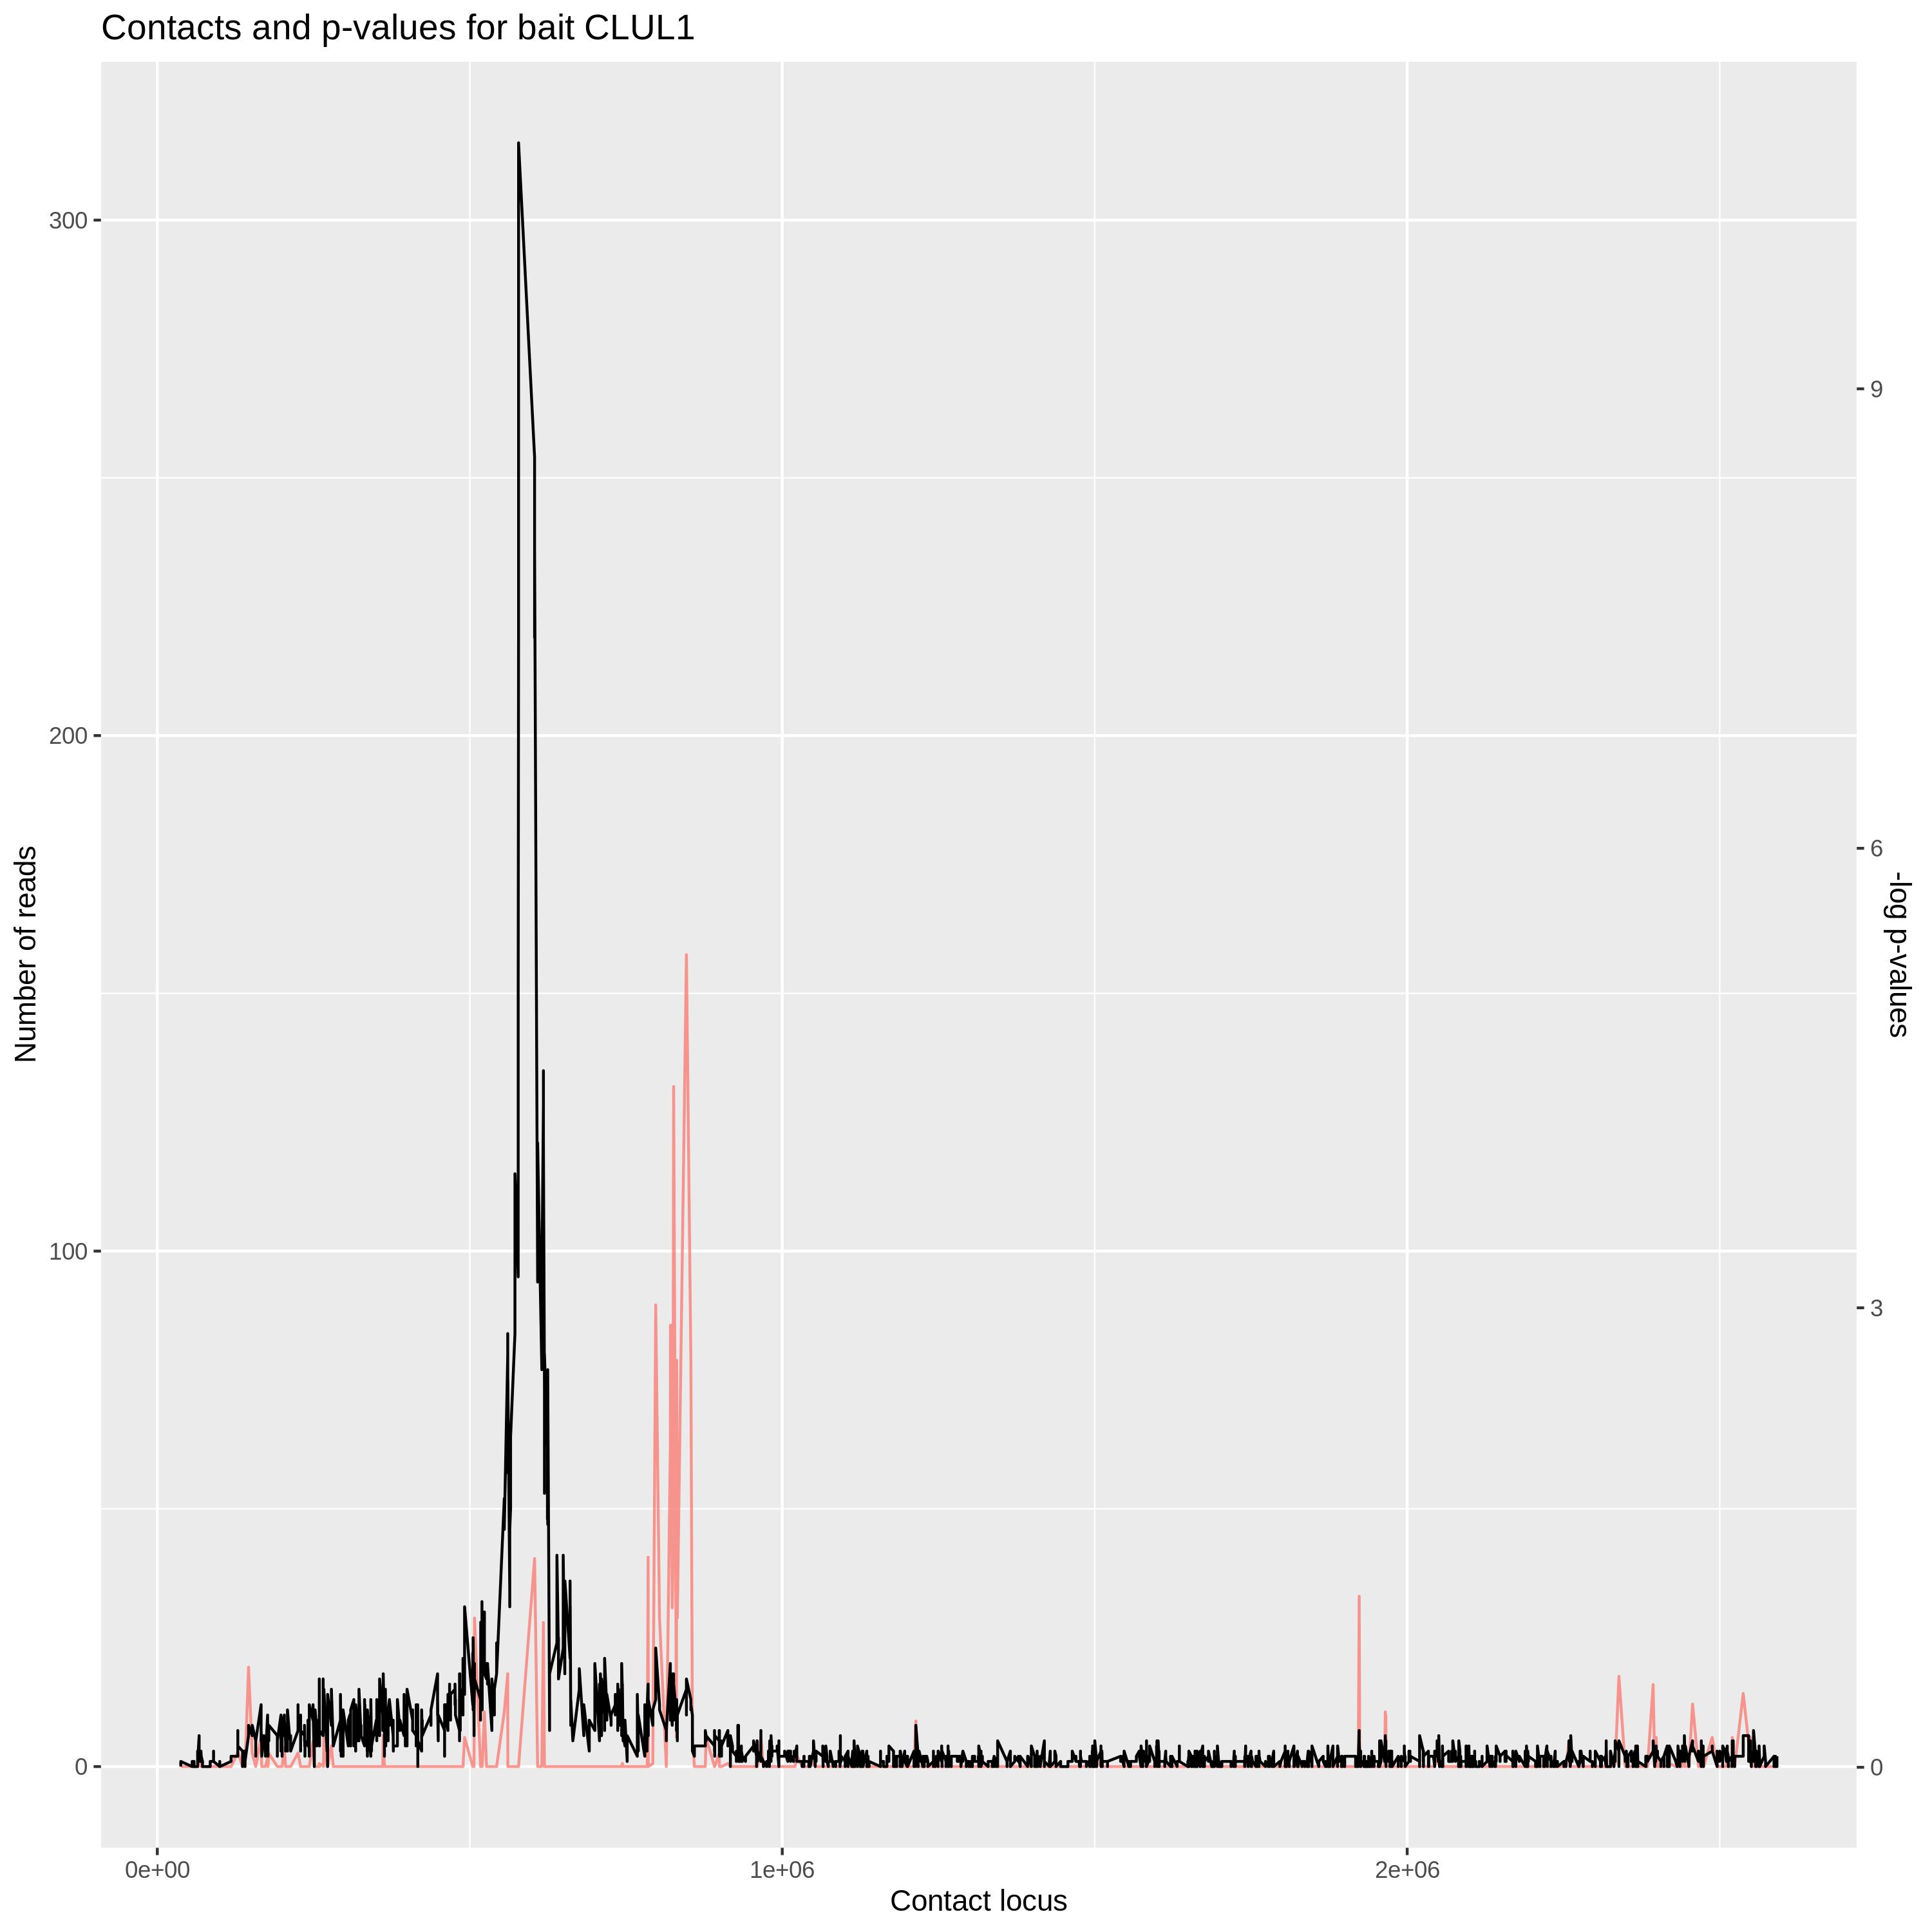 Contacts and p-values for bait CLUL1
300
200
100
0
Number of reads
9
6
3
0
-log p-values
0e+00
1e+06
2e+06
Contact locus